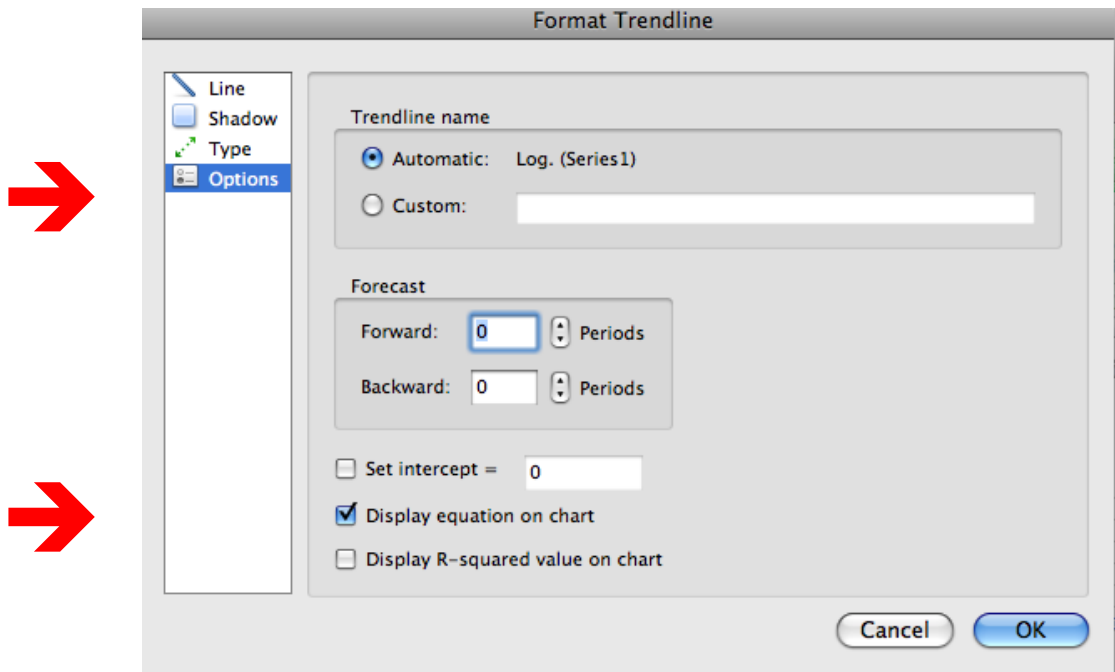 Format Trendline
Line
Shadow
Type
Options
Trendline name
Automatic: Log. (Series1)
Custom:
Forecast
Forward: 0 Periods
Backward: 0 Periods
Set intercept = 0
Display equation on chart
Display R-squared value on chart
Cancel OK